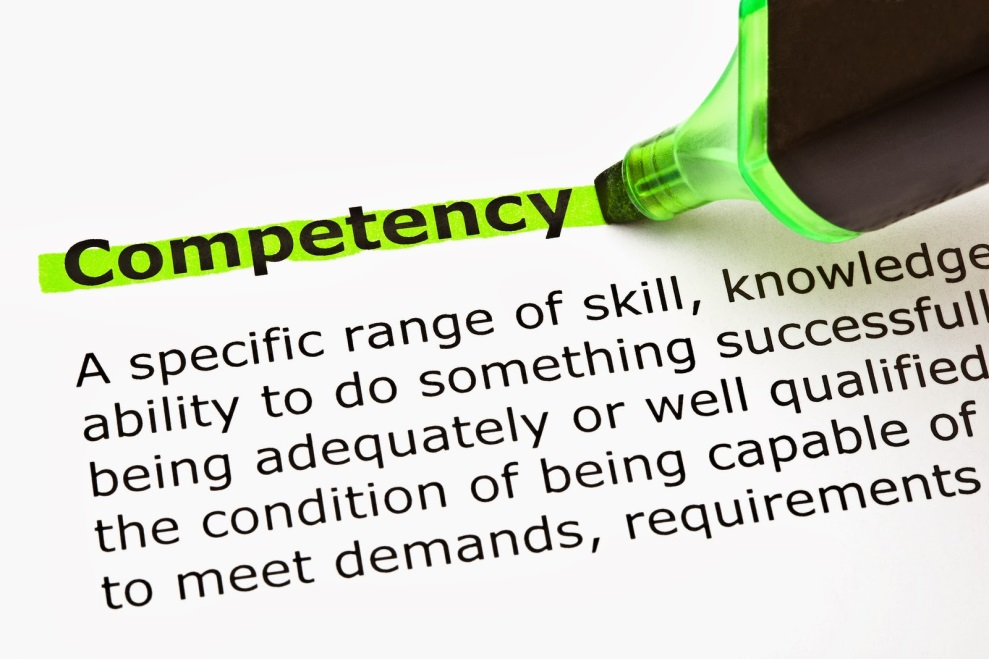 Competency
A specific range of skill, knowledge
ability to do something successfull
being adequately or well qualified
the condition of being capable of
to meet demands, requirements